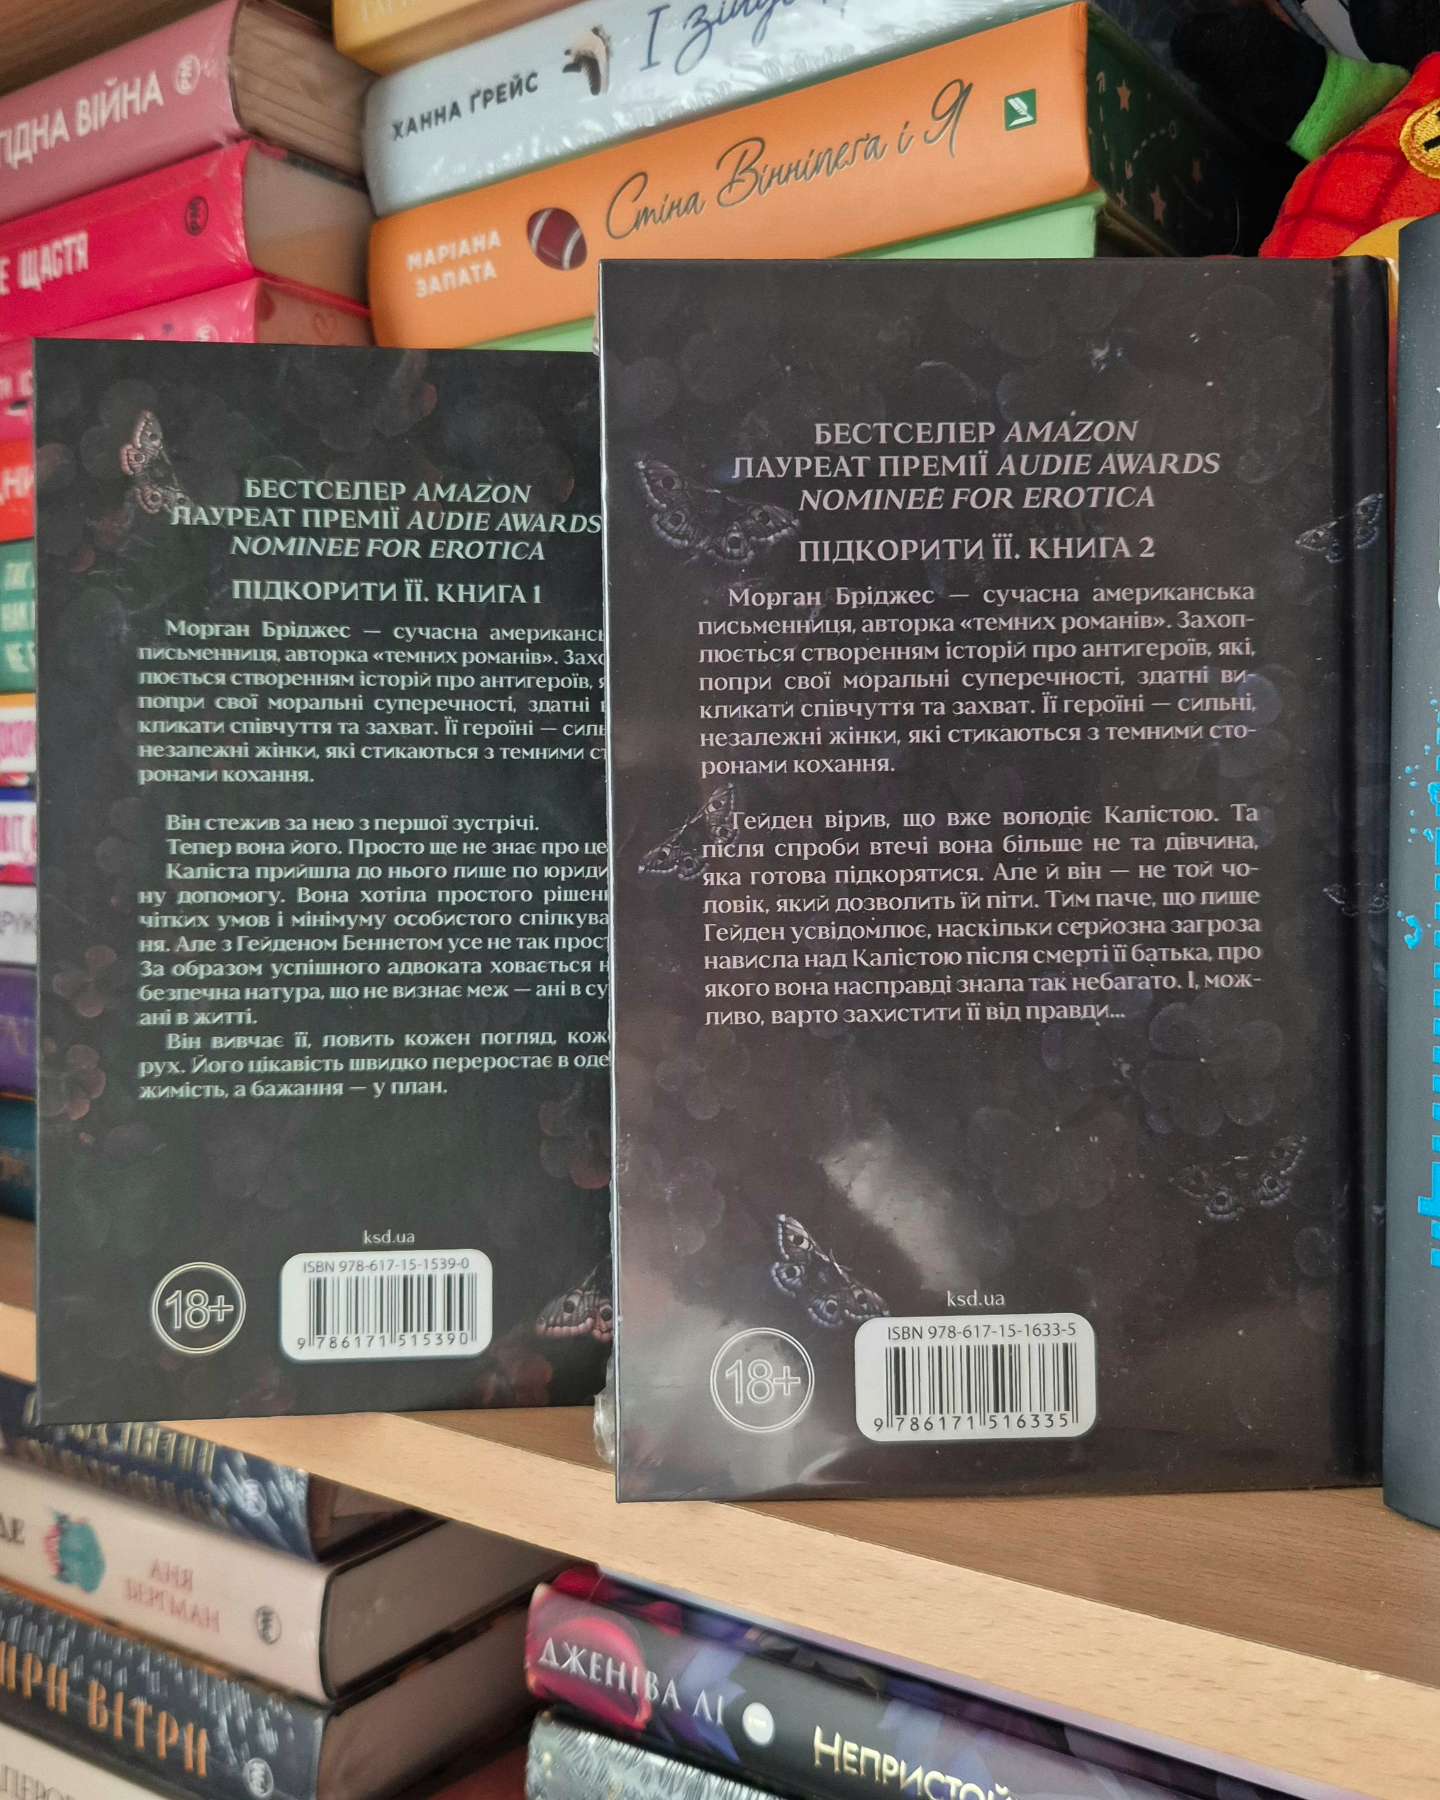 ГІДНА ВІЙНА
Е ЩАСТЯ
ХАННА ҐРЕЙС
МАРІАНА
ЗАПАТА
Стіна Вінніпеґа і Я
БЕСТСЕЛЕР AMAZON
ЛАУРЕАТ ПРЕМІЇ AUDIE AWARDS
NOMINEE FOR EROTICA
ПІДКОРИТИ ЇЇ. КНИГА 1
Морган Бріджес — сучасна американсь
письменниця, авторка «темних романів». Захо
люється створенням історій про антигероїв, я
попри свої моральні суперечності, здатні в
кликати співчуття та захват. Її героїні — силь
незалежні жінки, які стикаються з темними ст
ронами кохання.
Він стежив за нею з першої зустрічі.
Тепер вона його. Просто ще не знає про це
Каліста прийшла до нього лише по юриди
ну допомогу. Вона хотіла простого рішен
чітких умов і мінімуму особистого спілкува
ня. Але з Гейденом Беннетом усе не так прост
За образом успішного адвоката ховається н
безпечна натура, що не визнає меж — ані в су
ані в житті.
Він вивчає її, ловить кожен погляд, кож
рух. Його цікавість швидко переростає в оде
жимість, а бажання — у план.
ksd.ua
18+
ISBN 978-617-15-1539-0
9 786171 515390
БЕСТСЕЛЕР AMAZON
ЛАУРЕАТ ПРЕМІЇ AUDIE AWARDS
NOMINEE FOR EROTICA
ПІДКОРИТИ ЇЇ. КНИГА 2
Морган Бріджес — сучасна американська
письменниця, авторка «темних романів». Захоп-
люється створенням історій про антигероїв, які,
попри свої моральні суперечності, здатні ви-
кликати співчуття та захват. Її героїні — сильні,
незалежні жінки, які стикаються з темними сто-
ронами кохання.
Гейден вірив, що вже володіє Калістою. Та
після спроби втечі вона більше не та дівчина,
яка готова підкорятися. Але й він — не той чо-
ловік, який дозволить їй піти. Тим паче, що лише
Гейден усвідомлює, наскільки серйозна загроза
нависла над Калістою після смерті її батька, про
якого вона насправді знала так небагато. І, мож-
ливо, варто захистити її від правди...
ksd.ua
18+
ISBN 978-617-15-1633-5
9 786171 516335
АНЯ
НАМПЕШ
ИРИ ВІТРИ
ДЖЕНІВА ЛІ
НЕПРИСТОЙ